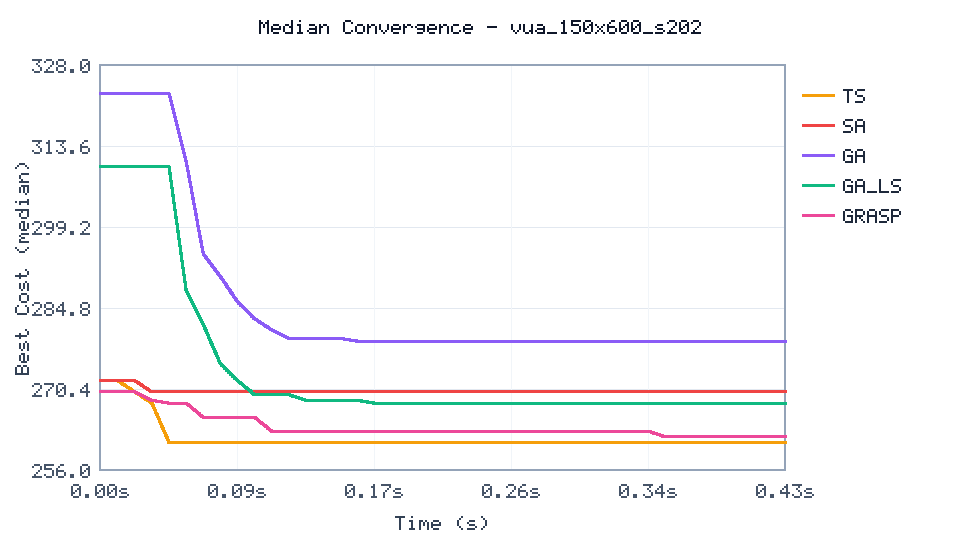 Median Convergence - vua_150x600_s202
328.0
313.6
299.2
284.8
270.4
256.0
Best Cost (median)
0.00s
0.09s
0.17s
0.26s
0.34s
0.43s
Time (s)
TS
SA
GA
GA_LS
GRASP